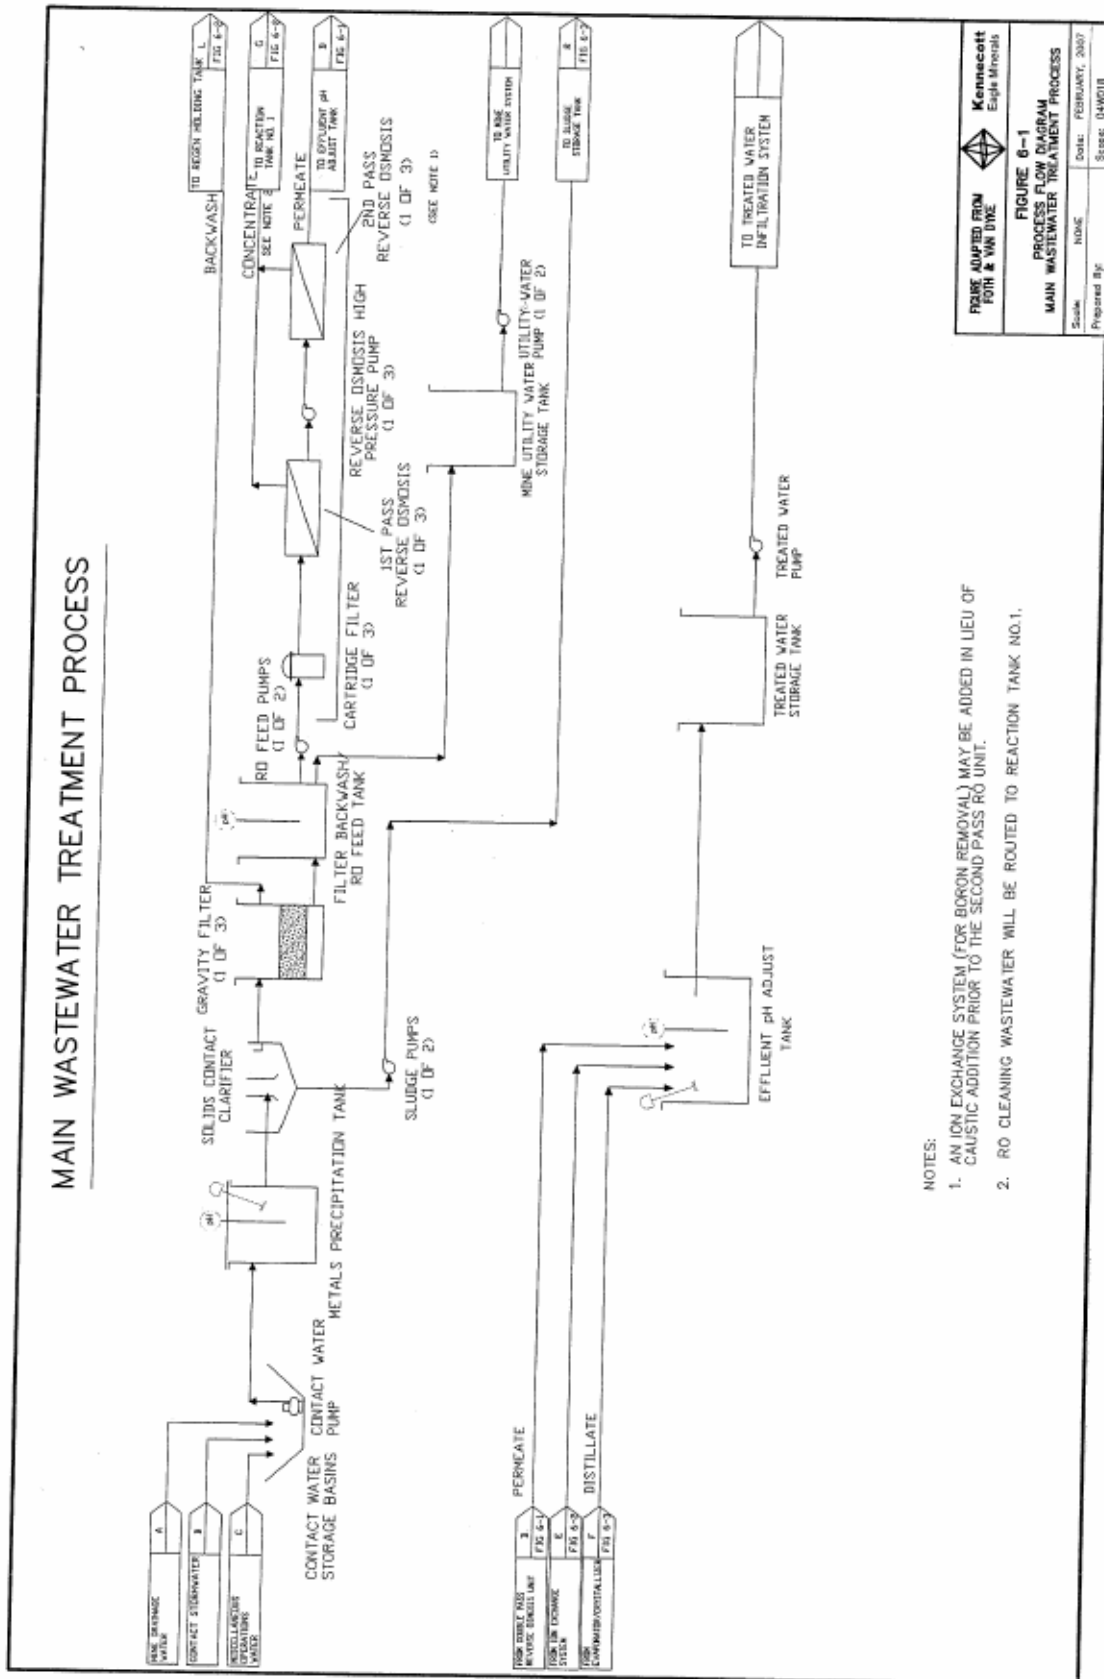 MAIN WASTEWATER TREATMENT PROCESS
MINE DRAINAGE
WATER
A
CONTACT STORMWATER
B
MISCELLANEOUS
OPERATIONS
WATER
C
CONTACT WATER
STORAGE BASINS
CONTACT WATER
PUMP
METALS PRECIPITATION TANK
pH
SOLIDS CONTACT
CLARIFIER
SLUDGE PUMPS
(1 OF 2)
GRAVITY FILTER
(1 OF 3)
pH
FILTER BACKWASH/
RO FEED TANK
RO FEED PUMPS
(1 OF 2)
CARTRIDGE FILTER
(1 OF 3)
1ST PASS
REVERSE OSMOSIS
(1 OF 3)
REVERSE OSMOSIS HIGH
PRESSURE PUMP
(1 OF 3)
2ND PASS
REVERSE OSMOSIS
(1 OF 3)
(SEE NOTE 1)
BACKWASH
TO REGEN HOLDING TANK
L
CONCENTRATE
SEE NOTE 2
TO REACTION
TANK NO. 1
G
PERMEATE
TO EFFLUENT pH
ADJUST TANK
D
FIG 6-1
MINE UTILITY WATER
STORAGE TANK
UTILITY-WATER
PUMP (1 OF 2)
TO MINE
UTILITY WATER SYSTEM
TO SLUDGE
STORAGE TANK
FROM DOUBLE PASS
REVERSE OSMOSIS UNIT
FIG 6-1
PERMEATE
FROM ION EXCHANGE
SYSTEM
E
FROM
EVAPORATOR/CRYSTALLIZER
F
FIG 6-3
DISTILLATE
pH
EFFLUENT pH ADJUST
TANK
TREATED WATER
STORAGE TANK
TREATED WATER
PUMP
TO TREATED WATER
INFILTRATION SYSTEM
NOTES:
1. AN ION EXCHANGE SYSTEM (FOR BORON REMOVAL) MAY BE ADDED IN LIEU OF
CAUSTIC ADDITION PRIOR TO THE SECOND PASS RO UNIT.
2. RO CLEANING WASTEWATER WILL BE ROUTED TO REACTION TANK NO.1.
FIGURE ADAPTED FROM
FOTH & VAN DYKE
Kennecott
Eagle Minerals
FIGURE 6-1
PROCESS FLOW DIAGRAM
MAIN WASTEWATER TREATMENT PROCESS
Scale: NONE
Date: FEBRUARY, 2007
Prepared By:
Scope: 04W018